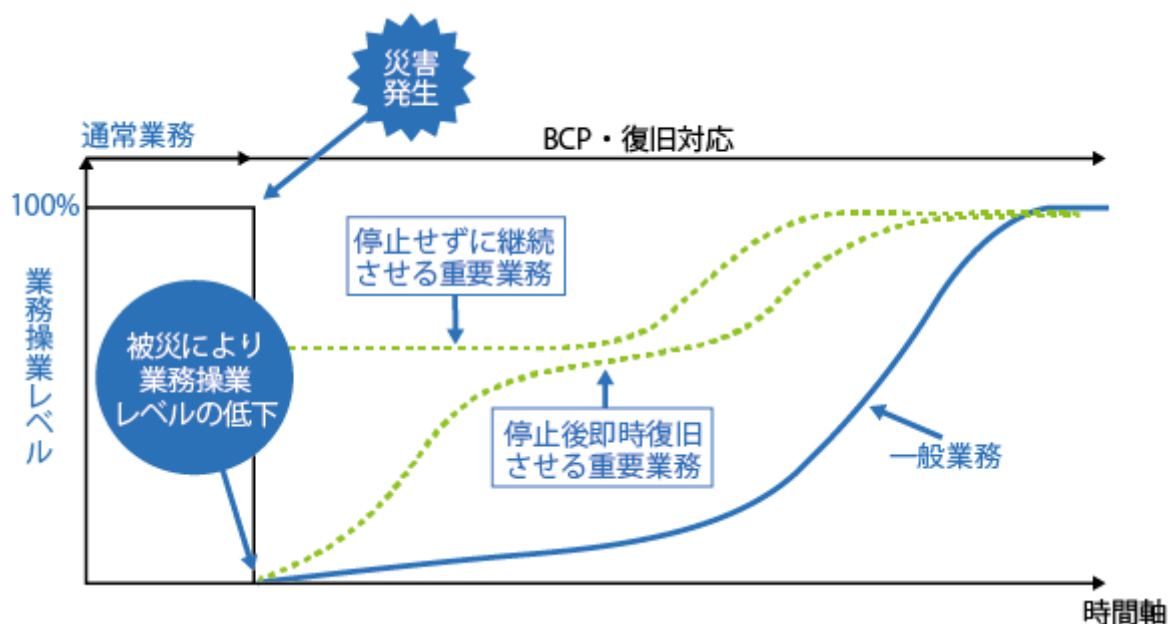 災害
発生
通常業務
BCP・復旧対応
100%
停止せずに継続
させる重要業務
業務操業レベル
被災により
業務操業
レベルの低下
停止後即時復旧
させる重要業務
一般業務
時間軸